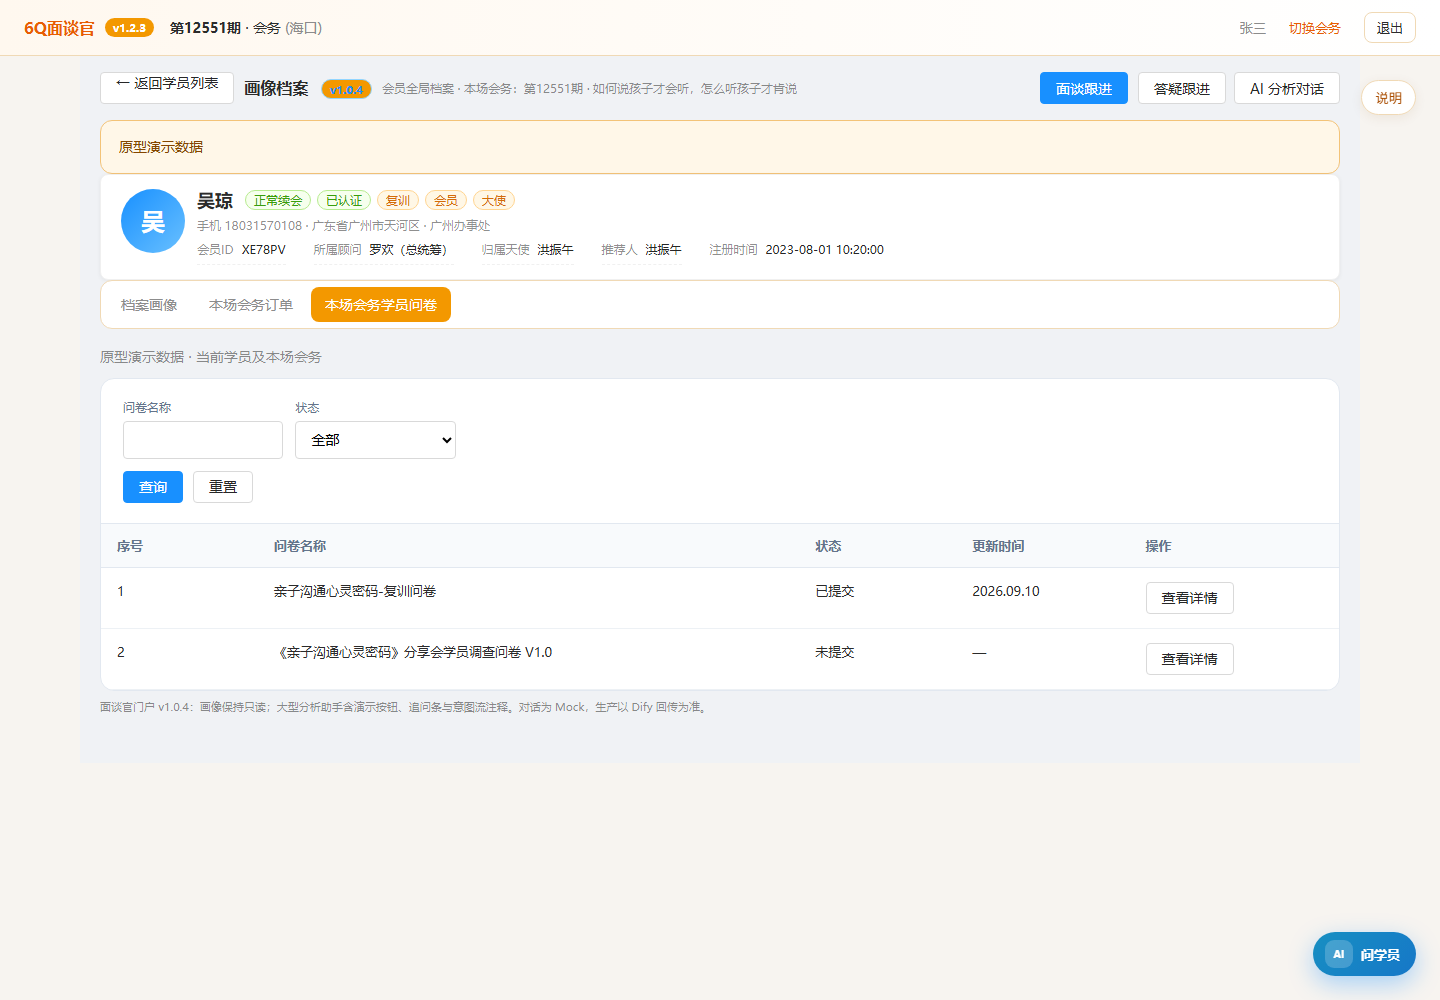 6Q面谈官 v1.2.3 第12551期 · 会务 (海口) 张三 切换会务 退出
← 返回学员列表 画像档案 v1.0.4 会员全局档案 · 本场会务：第12551期 · 如何说孩子才会听，怎么听孩子才肯说 面谈跟进 答疑跟进 AI 分析对话
说明
原型演示数据
吴 吴琼 正常续会 已认证 复训 会员 大使
手机 18031570108 · 广东省广州市天河区 · 广州办事处
会员ID XE78PV 所属顾问 罗欢（总统筹） 归属天使 洪振午 推荐人 洪振午 注册时间 2023-08-01 10:20:00
档案画像 本场会务订单 本场会务学员问卷
原型演示数据 · 当前学员及本场会务
问卷名称 状态
全部
查询 重置
序号 问卷名称 状态 更新时间 操作
1 亲子沟通心灵密码-复训问卷 已提交 2026.09.10 查看详情
2 《亲子沟通心灵密码》分享会学员调查问卷 V1.0 未提交 — 查看详情
面谈官门户 v1.0.4：画像保持只读；大型分析助手含演示按钮、追问条与意图流注释。对话为 Mock，生产以 Dify 回传为准。
AI 问学员